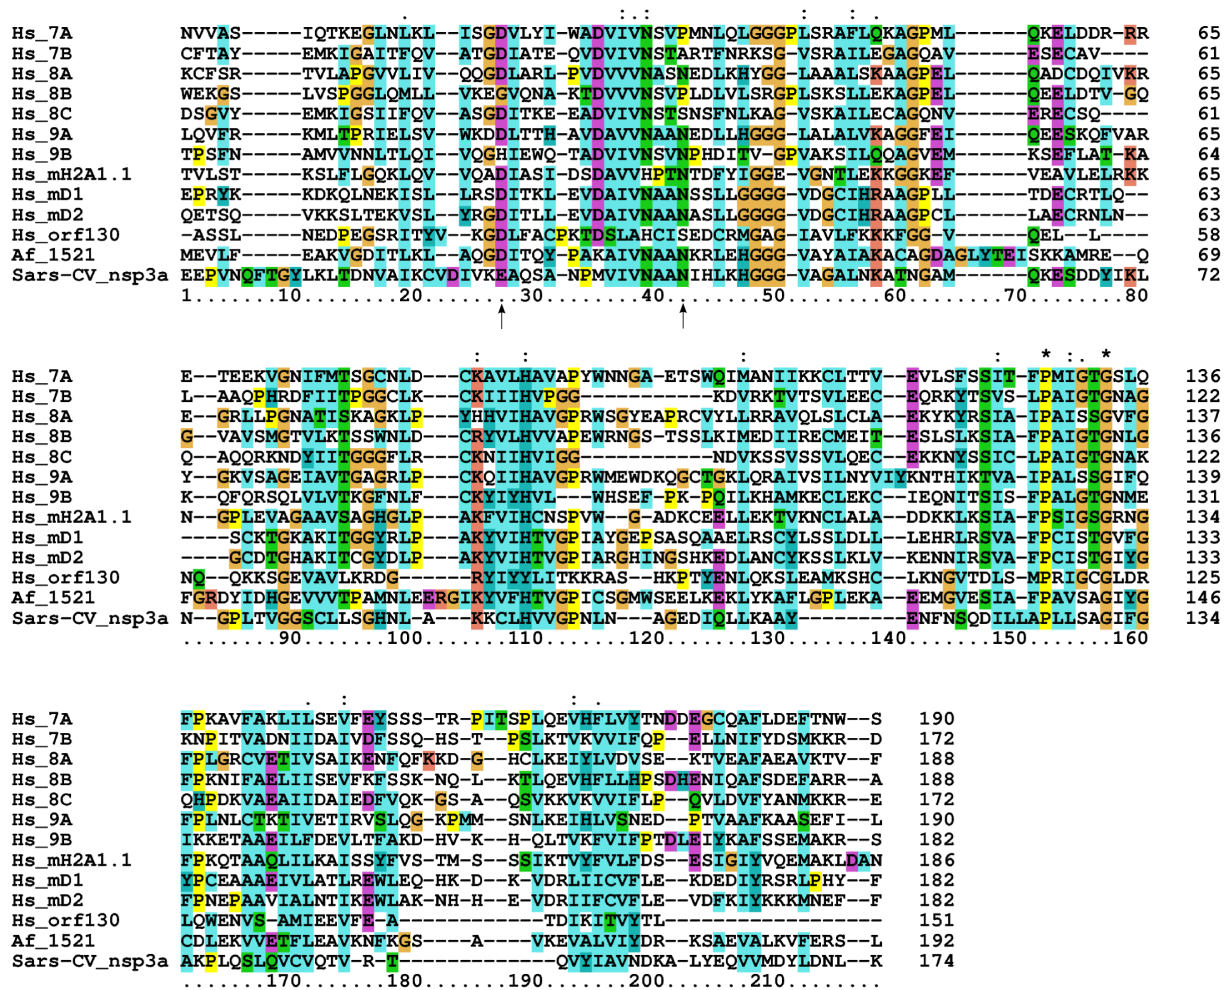 . : : : : :
Hs_7A NVVAS-----IQTKEGLNLKL--ISGDVLYI-WADVIVNSVPMNLQLGGGPLSRAFLQKAGPML------QKELDDR-RR 65
Hs_7B CFTAY-----EMKIGAITFQV--ATGDIATE-QVDVIVNSTARTFNRKSG-VSRAILEGAGQAV------ESECAV---- 61
Hs_8A KCFSR-----TVLAPGVVLIV--QQGDLARL-PVDVVVNASNEDLKHYGG-LAAALSKAAGPEL------QADCDQIVKR 65
Hs_8B WEKGS-----LVSPGGLQMLL--VKEGVQNA-KTDVVVNSVPLDLVLSRGPLSKSLLEKAGPEL------QEELDTV-GQ 65
Hs_8C DSGVY-----EMKIGSIIFQV--ASGDITKE-EADVIVNSTSNSFNLKAG-VSKAILECAGQNV------ERECSQ---- 61
Hs_9A LQVFR-----KMLTPRIELSV--WKDDLTTH-AVDAVVNAANEDLLHGGG-LALALVKAGGFEI------QEESKQFVAR 65
Hs_9B TPSFN-----AMVVNNLTLQI--VQGHIEWQ-TADVIVNSVNPHDITV-GPVAKSILQQAGVEM------KSEFLAT-KA 64
Hs_mH2A1.1 TVLST-----KSLFLGQKLQV--VQADIASI-DSDAVVHPTNTDFYIGGE-VGNTLEKKGGKEF------VEAVLELRKK 65
Hs_mD1 EPRYK-----KDKQLNEKISL--LRSDITKL-EVDAIVNAANSSLLGGGG-VDGCIHRAAGPLL------TDECRTLQ-- 63
Hs_mD2 QETSQ-----VKKSLTEKVSL--YRGDITLL-EVDAIVNAANASLLGGGG-VDGCIHRAAGPCL------LAECRNLN-- 63
Hs_orf130 -ASSL-----NEDPEGSRITYV--KGDLFACPKTDSLAHCISEDCRMGAG-IAVLFKKKFGG-V------QEL--L---- 58
Af_1521 MEVLF-----EAKVGDITLKL--AQGDITQY-PAKAIVNAANKRLEHGGG-VAYAIAKACAGDAGLYTEISKKAMRE--Q 69
Sars-CV_nsp3a EEPVNQFTGYLKLTDNVAIKCVDIVKEAQSA-NPMVIVNAANIHLKHGGG-VAGALNKATNGAM------QKESDDYIKL 72
1.......10........20........30........40........50........60........70........80
: : : : * :. *
Hs_7A E--TEEKVGNIFMTSGCNLD---CKAVLHAVAPYWNNGA-ETSWQIMANIIKKCLTTV--EVLSFSSIT-FPMIGTGSLQ 136
Hs_7B L--AAQPHRDFIITPGGCLK---CKIIIHVPGG-----------KDVRKTVTSVLEEC--EQRKYTSVS-LPAIGTGNAG 122
Hs_8A E-GRLLPGNATISKAGKLP---YHHVIHAVGPRWSGYEAPRCVYLLRRAVQLSLCLA--EKYKYRSIA-IPAISSGVFG 137
Hs_8B G--VAVSMGTVLKTSSWNLD---CRYVLHVVAPEWRNGS-TSSLKIMEDIIRECMEIT--ESLSLKSIA-FPAIGTGNLG 136
Hs_8C Q--AQQRKNDYIITGGGFLR---CKNIIHVIGG-----------NDVKSSVSSVLQEC--EKKNYSSIC-LPAIGTGNAK 122
Hs_9A Y-GKVSAGEIAVTGAGRLP---CKQIIHAVGPRWMEWDKQGCTGKLQRAIVSILNYVIYKNTHIKTVA-IPALSSGIFQ 139
Hs_9B K--QFQRSQLVLVTKGFNLF---CKYIYHVL---WHSEF-PK-PQILKHAMKECLEKC--IEQNITSIS-FPALGTGNME 131
Hs_mH2A1.1 N-GPLEVAGAAVSAGHGLP---AKFVIHCNSPVW--G-ADKCEELLEKTVKNCLALA--DDKKLKSIA-FPSIGSGRNG 134
Hs_mD1 ----SCKTGKAKITGGYRLP---AKYVIHTVGPIAYGEPSASQAAELRSCYLSSLDLL--LEHRLRSVA-FPCISTGVFG 133
Hs_mD2 ----GCDTGHAKITCGYDLP---AKYVIHTVGPIARGHINGSHKEDLANCYKSSLKLV--KENNIRSVA-FPCISTGIYG 133
Hs_orf130 NQ--QKKSGEVAVLKRDG------RYIYYLITKKRAS--HKPTYENLQKSLEAMKSHC--LKNGVTDLS-MPRIGCGLDR 125
Af_1521 FGRDYIDHGEVVVTPAMNLEERGIKYVFHTVGPICSGMWSEELKEKLYKAFLGPLEKA--EEMGVESIA-FPAVSAGIYG 146
Sars-CV_nsp3a N-GPLTVGGSCLLSGHNL-A---KKCLHVVGPNLN---AGEDIQLLKAAY---------ENFNSQDILLAPLLSAGIFG 134
.........90........100.......110.......120.......130.......140.......150.......160
: : : .
Hs_7A FPKAVFAKLILSEVFEYSSS-TR-PITSPLQEVHFLVYTNDDEGCQAFLDEFTNW--S 190
Hs_7B KNPITVADNIIDAIVDFSSQ-HS-T--PSLKTVKVVIFQP--ELLNIFYDSMKKR--D 172
Hs_8A FPLGRCVETIVSAIKENFQFKKD-G--HCLKEIYLVDVSE--KTVEAFAEAVKTV--F 188
Hs_8B FPKNIFAELIISEVFKFSSK-NQ-L--KTLQEVHFLLHPSDHENIQAFSDEFARR--A 186
Hs_8C QHPDKVAEAIIDAIEDFVQK-GS-A--QSVKKVKVVIFLP--QVLDVFYANMKKR--E 172
Hs_9A FPLNLCTKTIVETIRVSLQG-KPMM--SNLKEIHLVSNED--PTVAAFKAASEFI--L 190
Hs_9B IKKETAAEILFDEVLTFAKD-HV-K--H-QLTVKFVIFPTDLEIYKAFSSEMAKR--S 182
Hs_mH2A1.1 FPKQTAAQLILKAISSYFVS-TM-S--SSIKTVYFVLFDS--ESIGIYVQEMAKLDAN 186
Hs_mD1 YPCEAAAEIVLATLREWLEQ-HK-D--K-VDRLIICVFLE--KDEDIYRSRLPHY--F 182
Hs_mD2 FPNEPAAVIALNTIKEWLAK-NH-H--E-VDRIIFCVFLE--VDFKIYKKKMNEF--F 182
Hs_orf130 LQWENVS-AMIEEVFE-A------------TDIKITVYTL------------------ 151
Af_1521 CDLEKVVETFLEAVKNFKGS-----A----VKEVALVIYDR--KSAEVALKVFERS--L 192
Sars-CV_nsp3a AKPLQSLQVCVQTV-R-T-------------QVYIAVNDKA-LYEQVVMDYLDNL--K 174
.......170.......180.......190.......200.......210.........